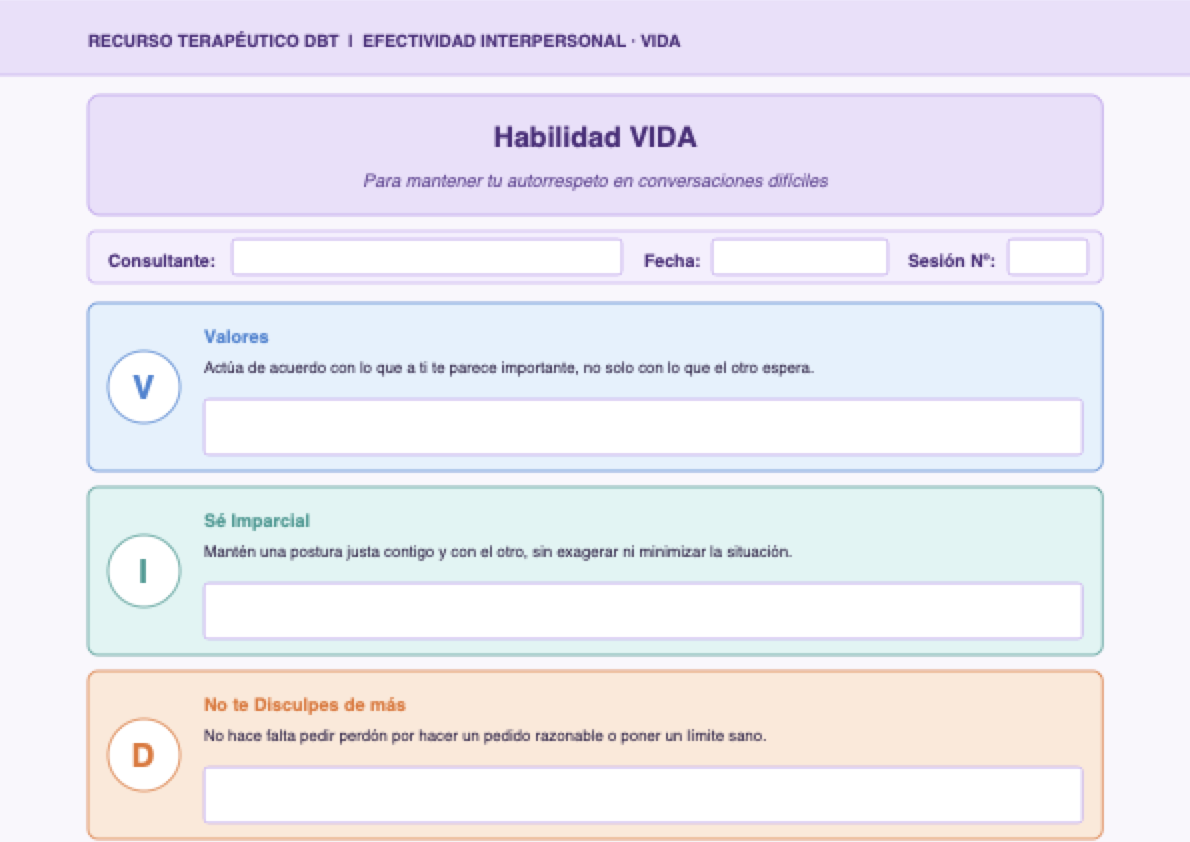 RECURSO TERAPÉUTICO DBT | EFECTIVIDAD INTERPERSONAL · VIDA
Habilidad VIDA
Para mantener tu autorrespeto en conversaciones difíciles
Consultante: Fecha: Sesión Nº:
Valores
Actúa de acuerdo con lo que a ti te parece importante, no solo con lo que el otro espera.
V
Sé Imparcial
Mantén una postura justa contigo y con el otro, sin exagerar ni minimizar la situación.
I
No te Disculpes de más
No hace falta pedir perdón por hacer un pedido razonable o poner un límite sano.
D